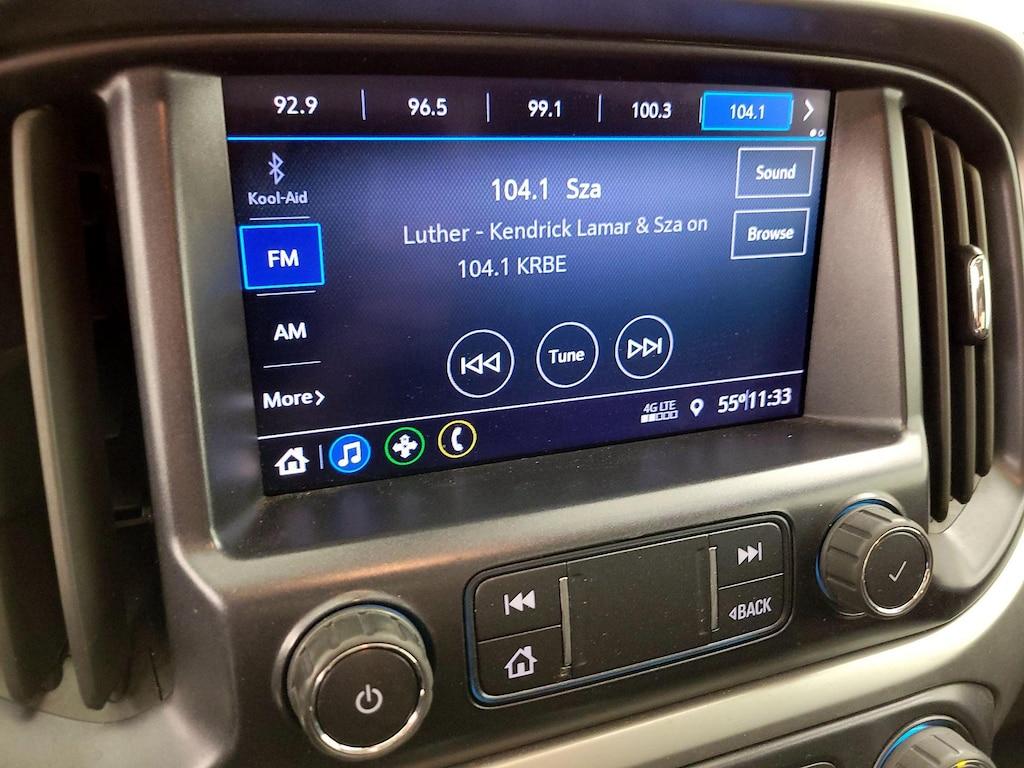 92.9 | 96.5 | 99.1 | 100.3 | 104.1
Kool-Aid
Sound
104.1 Sza
Luther - Kendrick Lamar & Sza on
104.1 KRBE
Browse
FM
AM
More
Tune
4G LTE
55°|11:33
BACK